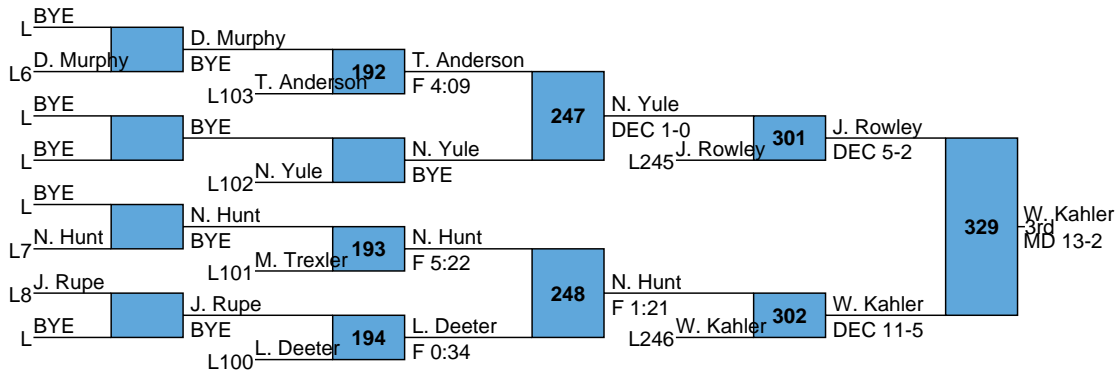 L BYE
L6 D. Murphy
D. Murphy
BYE
192
L103 T. Anderson
T. Anderson
F 4:09
L BYE
L BYE
BYE
L102 N. Yule
N. Yule
BYE
247
N. Yule
DEC 1-0
L245 J. Rowley
301
J. Rowley
DEC 5-2
L BYE
L7 N. Hunt
N. Hunt
BYE
193
L101 M. Trexler
N. Hunt
F 5:22
L8 J. Rupe
L BYE
J. Rupe
BYE
194
L100 L. Deeter
L. Deeter
F 0:34
248
N. Hunt
F 1:21
L246 W. Kahler
302
W. Kahler
DEC 11-5
329
W. Kahler
3rd
MD 13-2